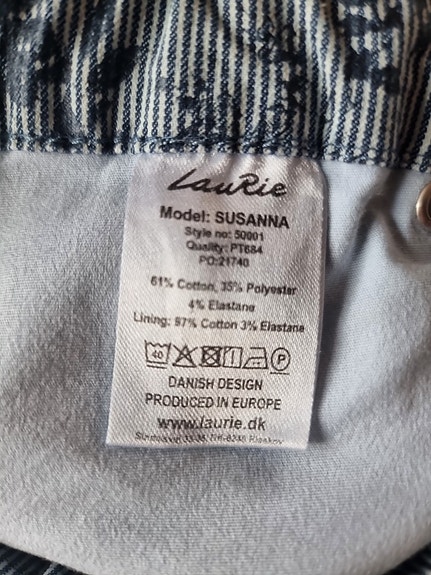 LauRie
Model: SUSANNA
Style no: 50001
Quality: PT684
PO:21740
61% Cotton, 35% Polyester
4% Elastane
Lining: 97% Cotton 3% Elastane
40 P
DANISH DESIGN
PRODUCED IN EUROPE
www.laurie.dk